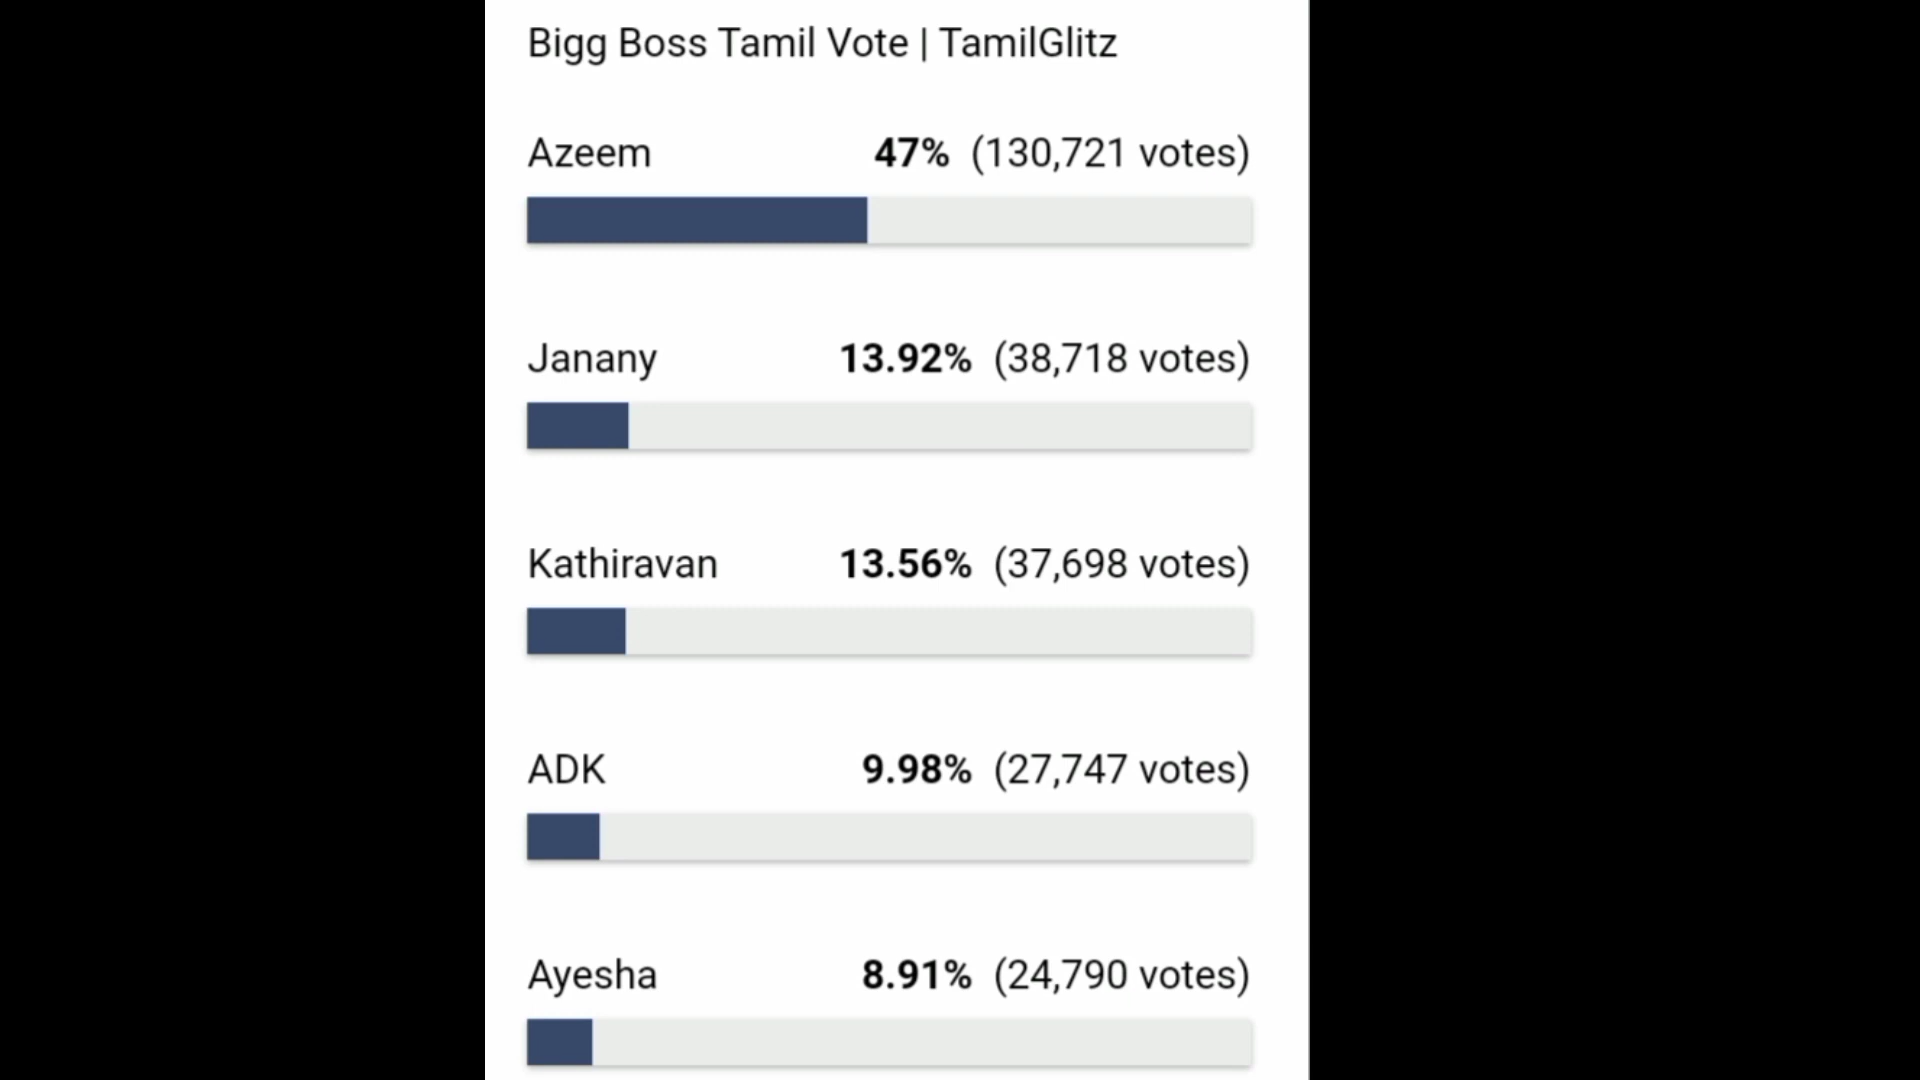 Bigg Boss Tamil Vote | TamilGlitz
Azeem 47% (130,721 votes)
Janany 13.92% (38,718 votes)
Kathiravan 13.56% (37,698 votes)
ADK 9.98% (27,747 votes)
Ayesha 8.91% (24,790 votes)